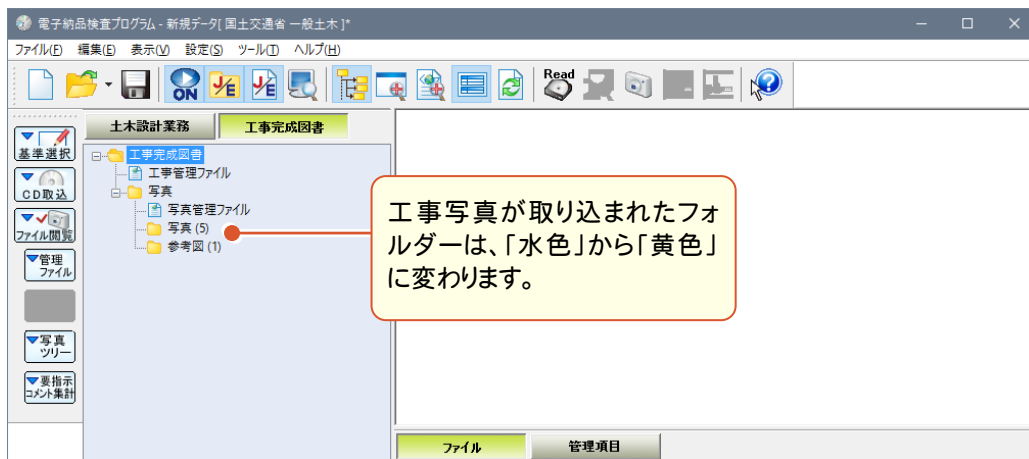 電子納品検査プログラム - 新規データ[ 国土交通省 一般土木 ]*
ファイル(F) 編集(E) 表示(V) 設定(S) ツール(T) ヘルプ(H)
ON J/E J/E Read
土木設計業務 工事完成図書
基準選択
CD取込
ファイル閲覧
管理
ファイル
写真
ツリー
要指示
コメント集計
工事完成図書
工事管理ファイル
写真
写真管理ファイル
写真 (5)
参考図 (1)
工事写真が取り込まれたフォ
ルダーは、「水色」から「黄色」
に変わります。
ファイル 管理項目